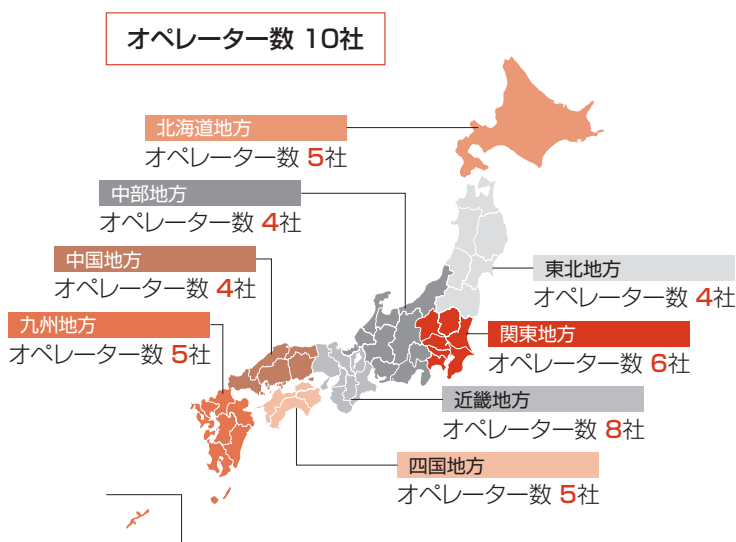 オペレーター数 10社
北海道地方
オペレーター数 5社
中部地方
オペレーター数 4社
中国地方
オペレーター数 4社
九州地方
オペレーター数 5社
東北地方
オペレーター数 4社
関東地方
オペレーター数 6社
近畿地方
オペレーター数 8社
四国地方
オペレーター数 5社